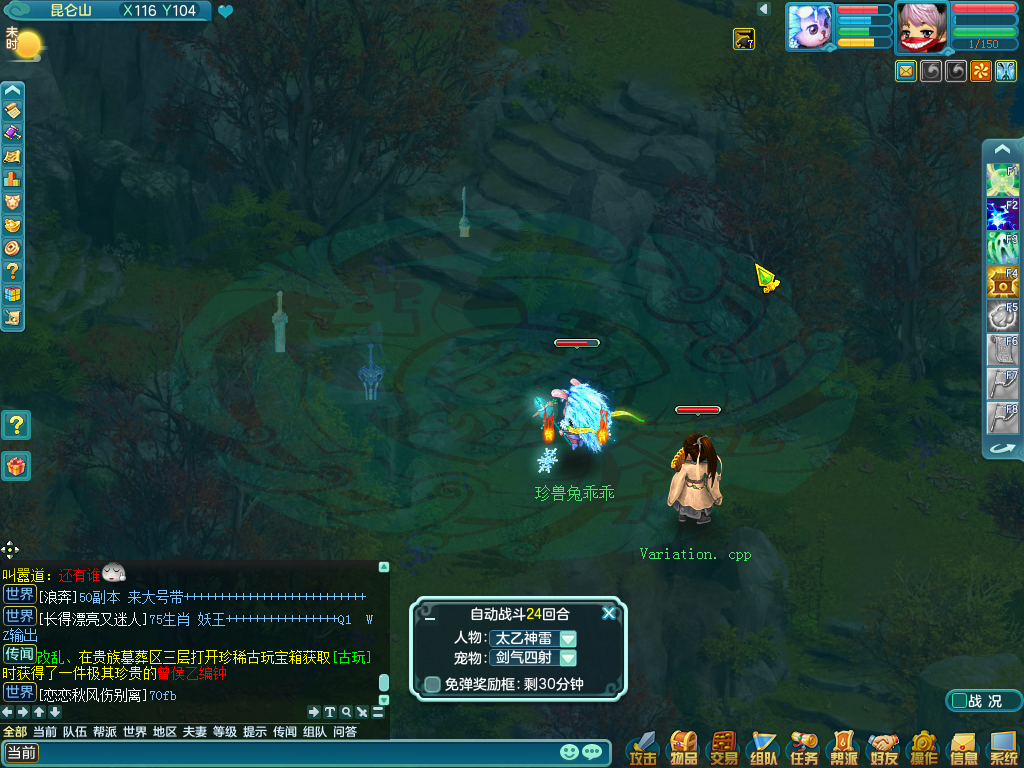 昆仑山 X116 Y104
未时
7
1/150
F1
F2
F3
F4
F5
F6
F7
F8
珍兽兔乖乖
Variation. cpp
叫嚣道：还有谁
世界 [浪奔]50副本 来大号带++++++++++++++++++++++++
世界 [长得漂亮又迷人]75生肖 妖王++++++++++++++++Q1 W
Z输出
传闻 改乱、在贵族墓葬区三层打开珍稀古玩宝箱获取[古玩]
时获得了一件极其珍贵的曾侯乙编钟
世界 [恋恋秋风伤别离]70fb
全部 当前 队伍 帮派 世界 地区 夫妻 等级 提示 传闻 组队 问答
当前
自动战斗24回合
人物： 太乙神雷
宠物： 剑气四射
免弹奖励框：剩30分钟
战 况
攻击 物品 交易 组队 任务 帮派 好友 操作 信息 系统